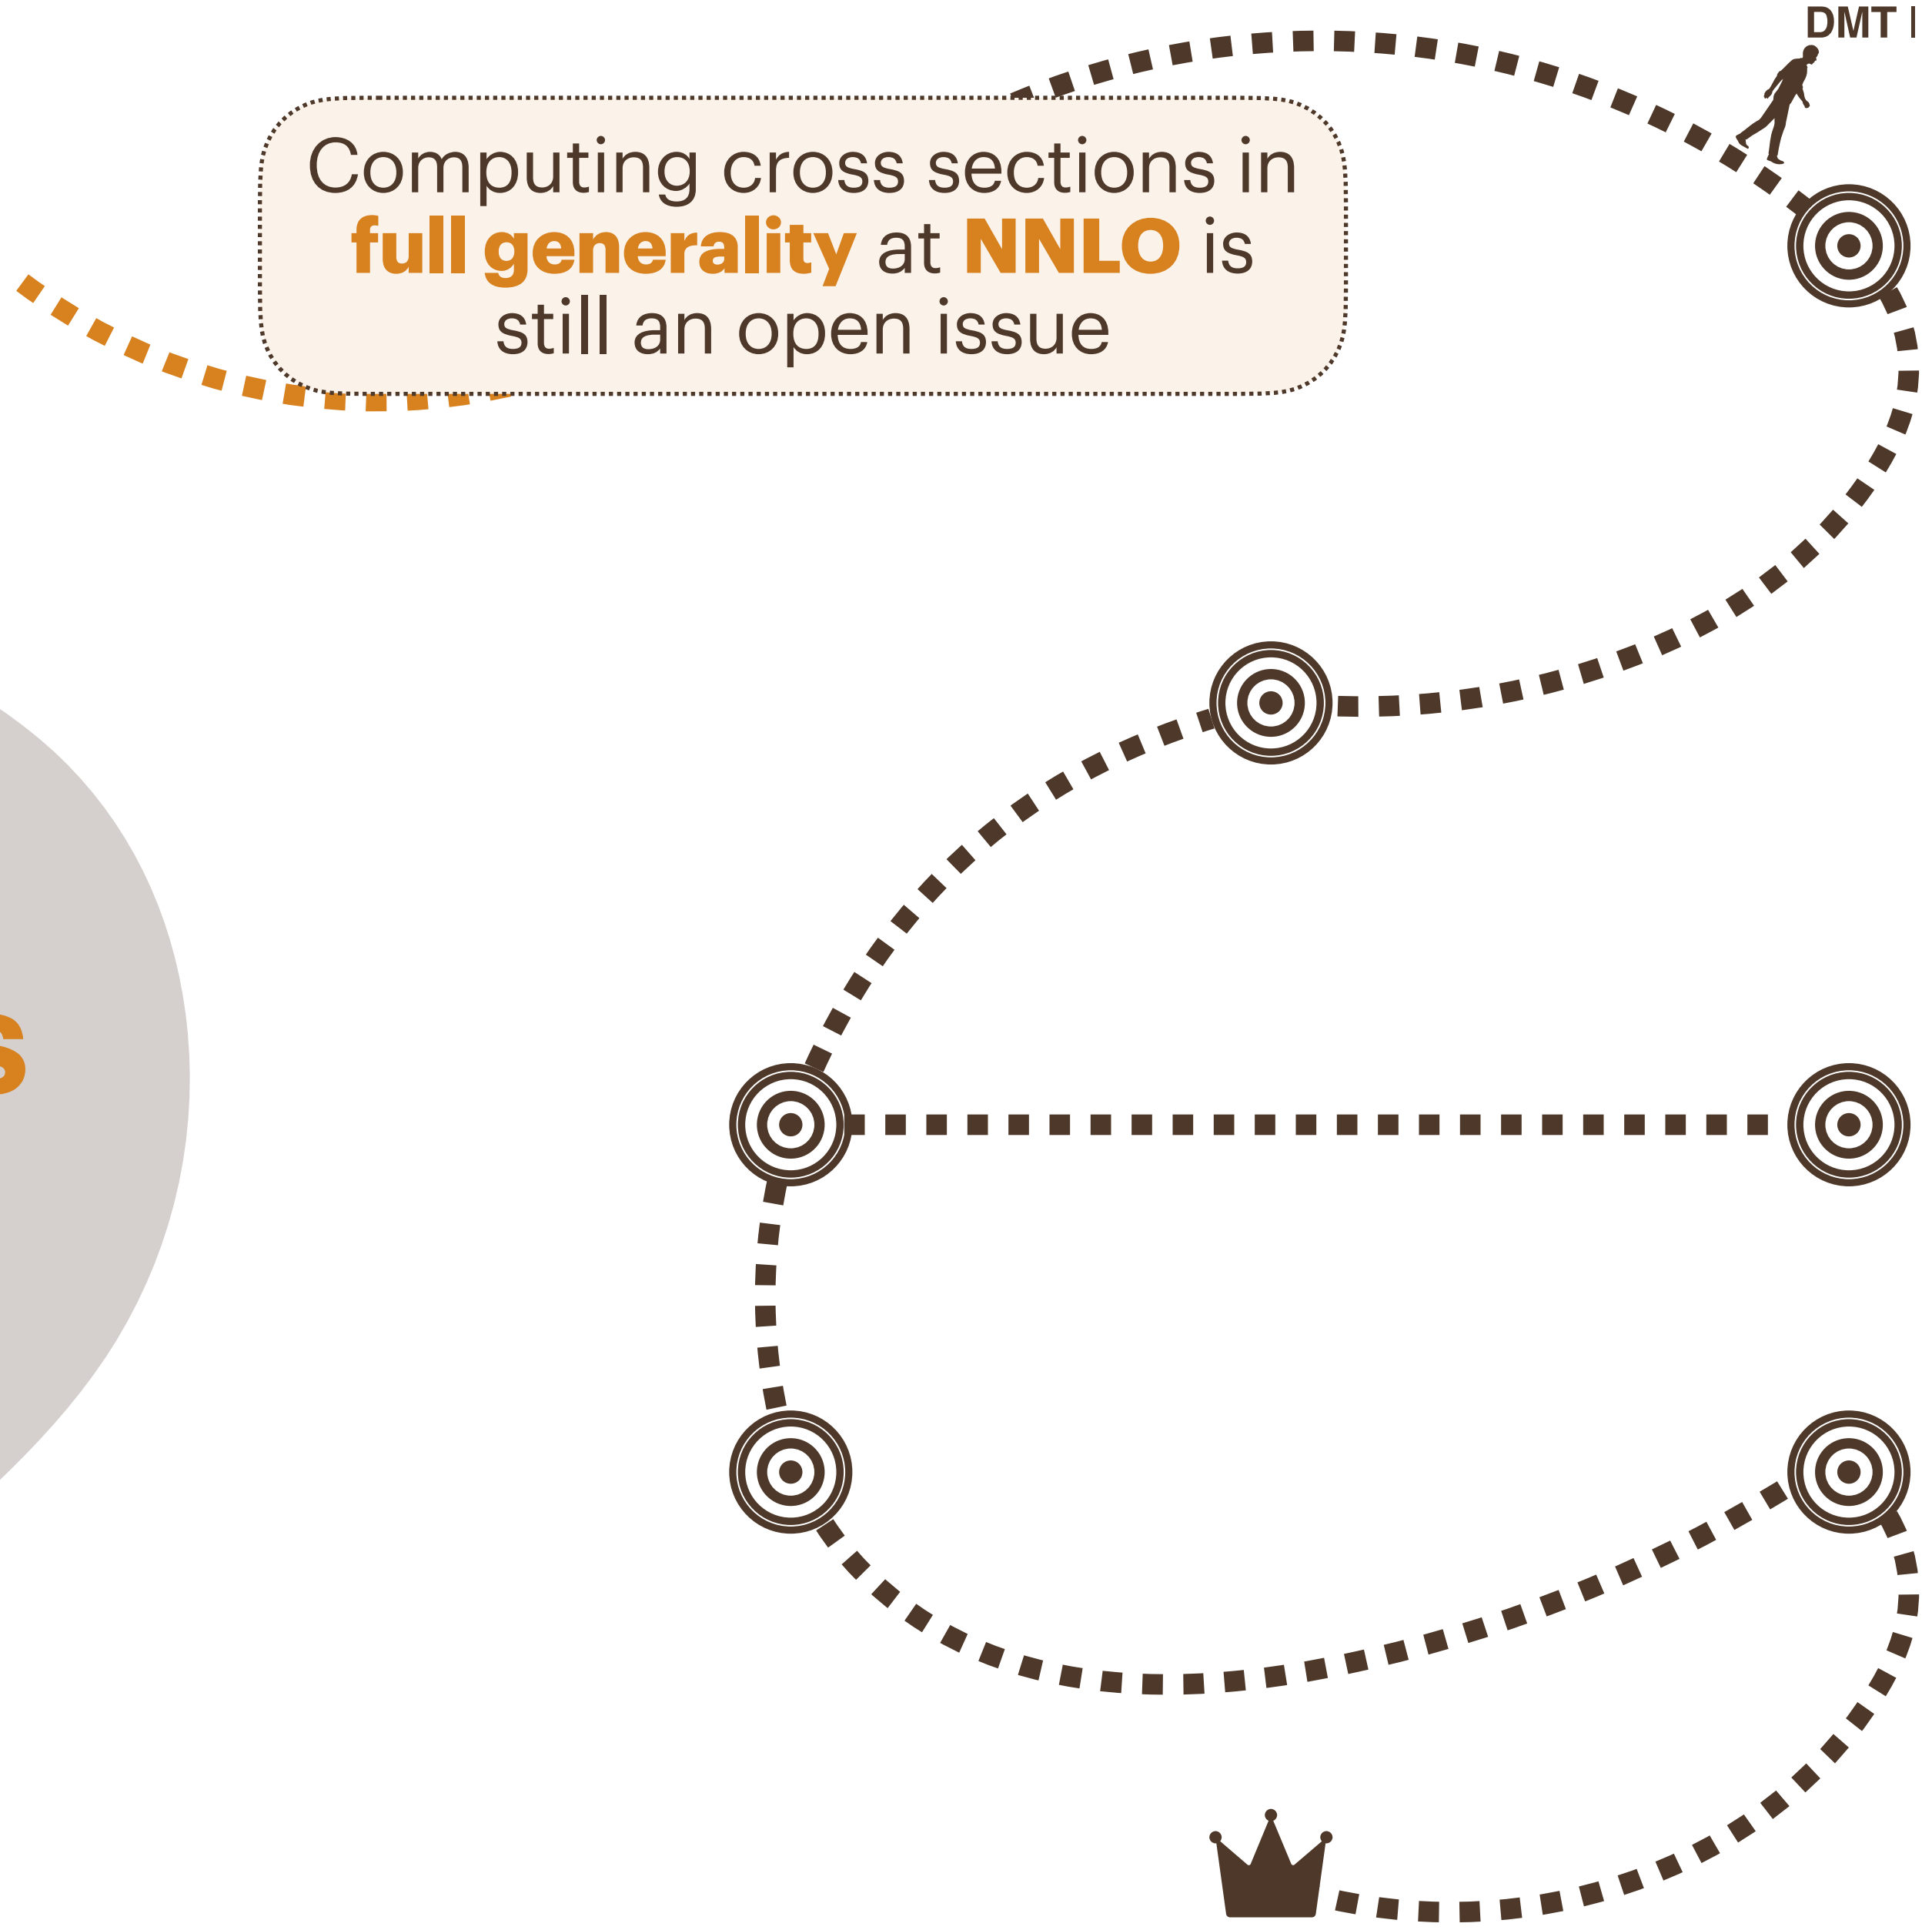 DMT
Computing cross sections in
full generality at NNLO is
still an open issue
s